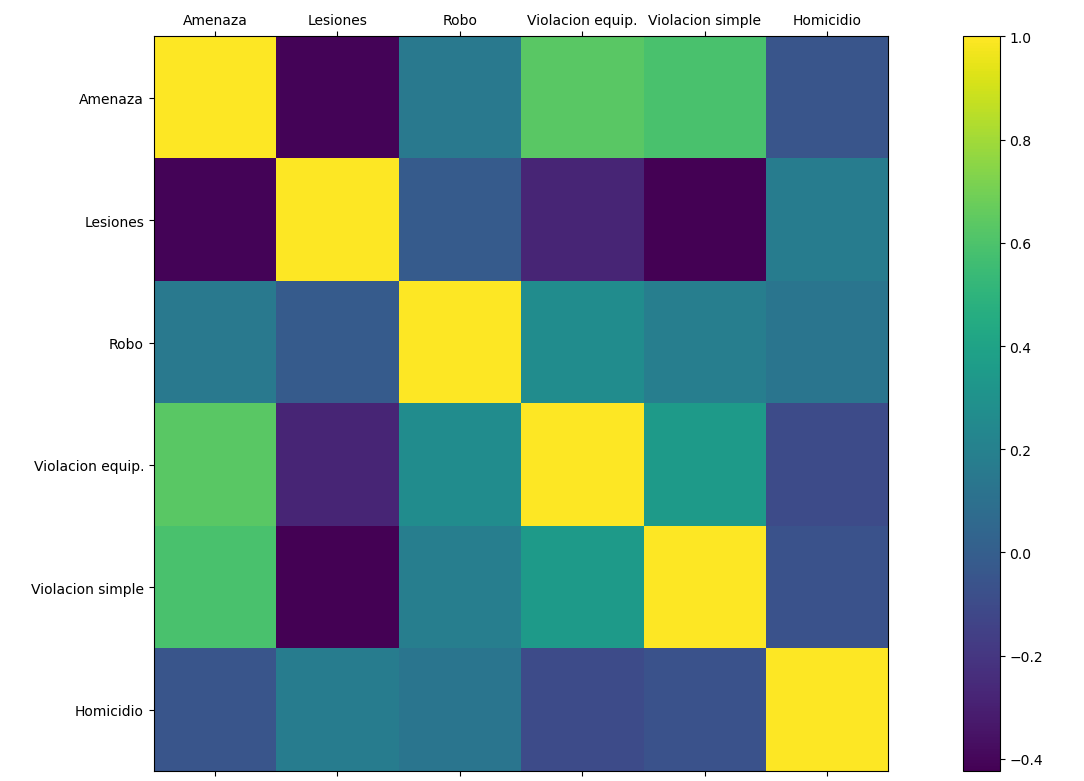 Amenaza Lesiones Robo Violacion equip. Violacion simple Homicidio
Amenaza
Lesiones
Robo
Violacion equip.
Violacion simple
Homicidio
1.0
0.8
0.6
0.4
0.2
0.0
−0.2
−0.4